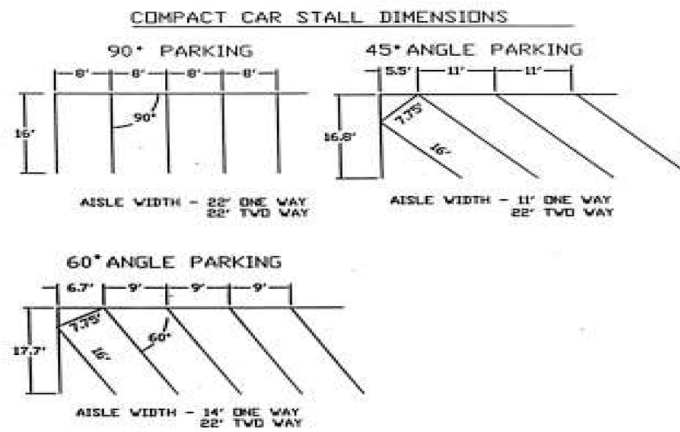 COMPACT CAR STALL DIMENSIONS
90° PARKING
8' 8' 8' 8'
16'
90°
AISLE WIDTH - 22' ONE WAY
22' TWO WAY
45° ANGLE PARKING
5.5' 11' 11'
16.8'
7.75'
16'
AISLE WIDTH - 11' ONE WAY
22' TWO WAY
60° ANGLE PARKING
6.7' 9' 9' 9'
17.7'
7.75'
16'
60°
AISLE WIDTH - 14' ONE WAY
22' TWO WAY